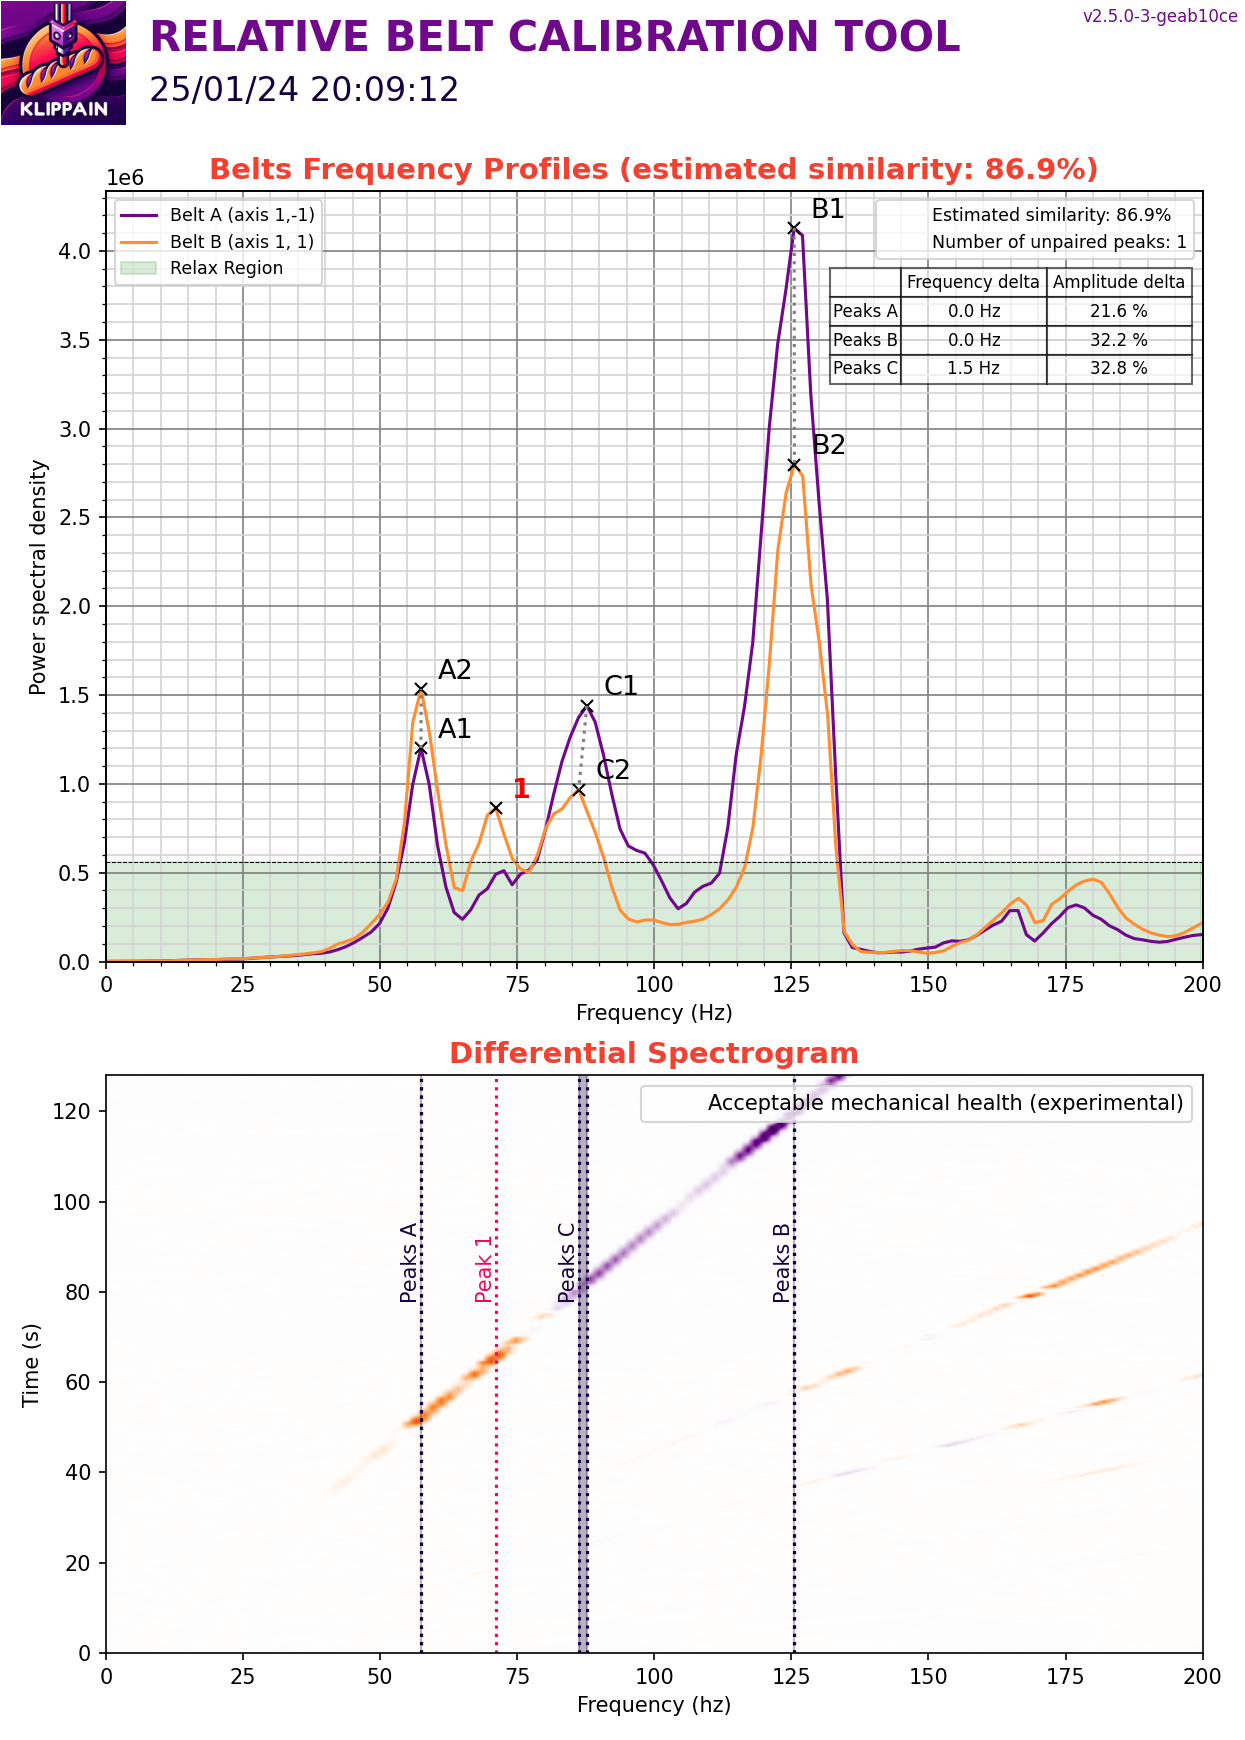 KLIPPAIN
RELATIVE BELT CALIBRATION TOOL
25/01/24 20:09:12
v2.5.0-3-geab10ce
Belts Frequency Profiles (estimated similarity: 86.9%)
1e6
Belt A (axis 1,-1)
Belt B (axis 1, 1)
Relax Region
Estimated similarity: 86.9%
Number of unpaired peaks: 1
Frequency delta Amplitude delta
Peaks A 0.0 Hz 21.6 %
Peaks B 0.0 Hz 32.2 %
Peaks C 1.5 Hz 32.8 %
B1
B2
A2
A1
C1
C2
1
Power spectral density
4.0
3.5
3.0
2.5
2.0
1.5
1.0
0.5
0.0
0 25 50 75 100 125 150 175 200
Frequency (Hz)
Differential Spectrogram
Acceptable mechanical health (experimental)
Peaks A
Peak 1
Peaks C
Peaks B
Time (s)
120
100
80
60
40
20
0
0 25 50 75 100 125 150 175 200
Frequency (hz)